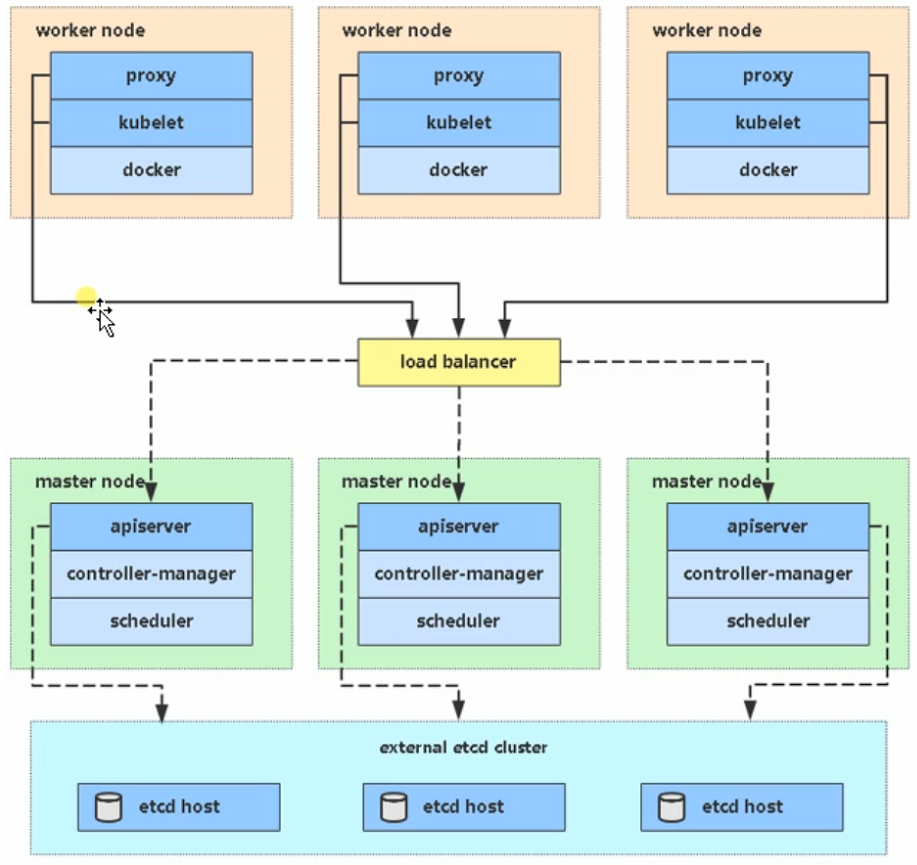 worker node
proxy
kubelet
docker
worker node
proxy
kubelet
docker
worker node
proxy
kubelet
docker
load balancer
master node
apiserver
controller-manager
scheduler
master node
apiserver
controller-manager
scheduler
master node
apiserver
controller-manager
scheduler
external etcd cluster
etcd host
etcd host
etcd host